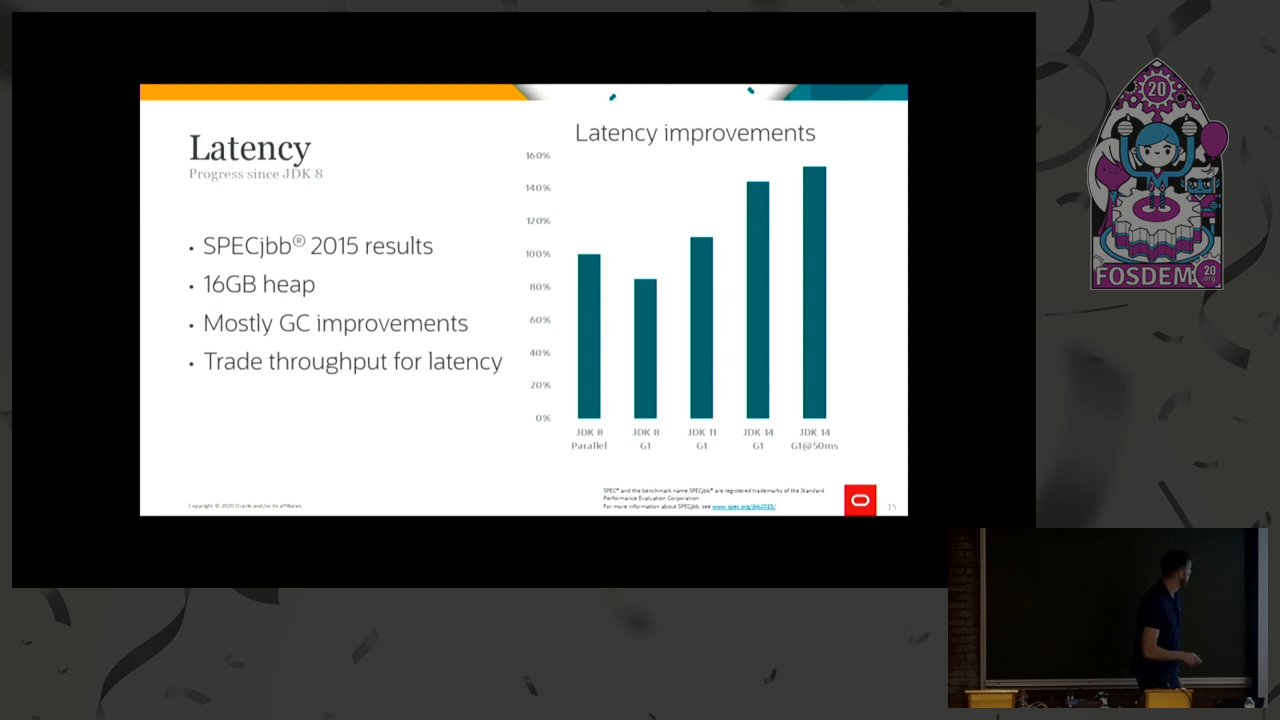 Latency
Progress since JDK 8
• SPECjbb® 2015 results
• 16GB heap
• Mostly GC improvements
• Trade throughput for latency
Latency improvements
160%
140%
120%
100%
80%
60%
40%
20%
0%
JDK 8 Parallel
JDK 8 G1
JDK 11 G1
JDK 14 G1
JDK 14 G1@50ms
SPEC® and the benchmark name SPECjbb® are registered trademarks of the Standard
Performance Evaluation Corporation
For more information about SPECjbb, see www.spec.org/jbb2015/
Copyright © 2020 Oracle and/or its affiliates
15
20
FOSDEM
20
.org